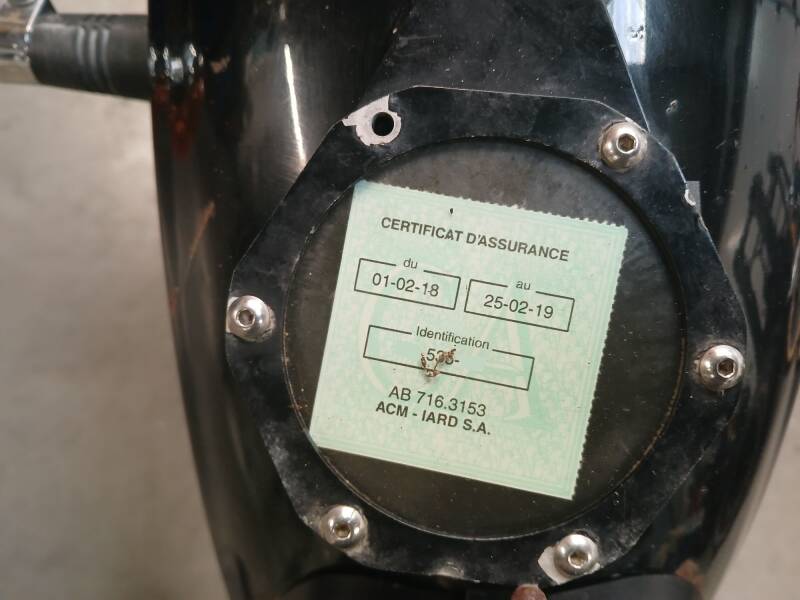 CERTIFICAT D'ASSURANCE
du
01-02-18
au
25-02-19
Identification
AB 716.3153
ACM - IARD S.A.